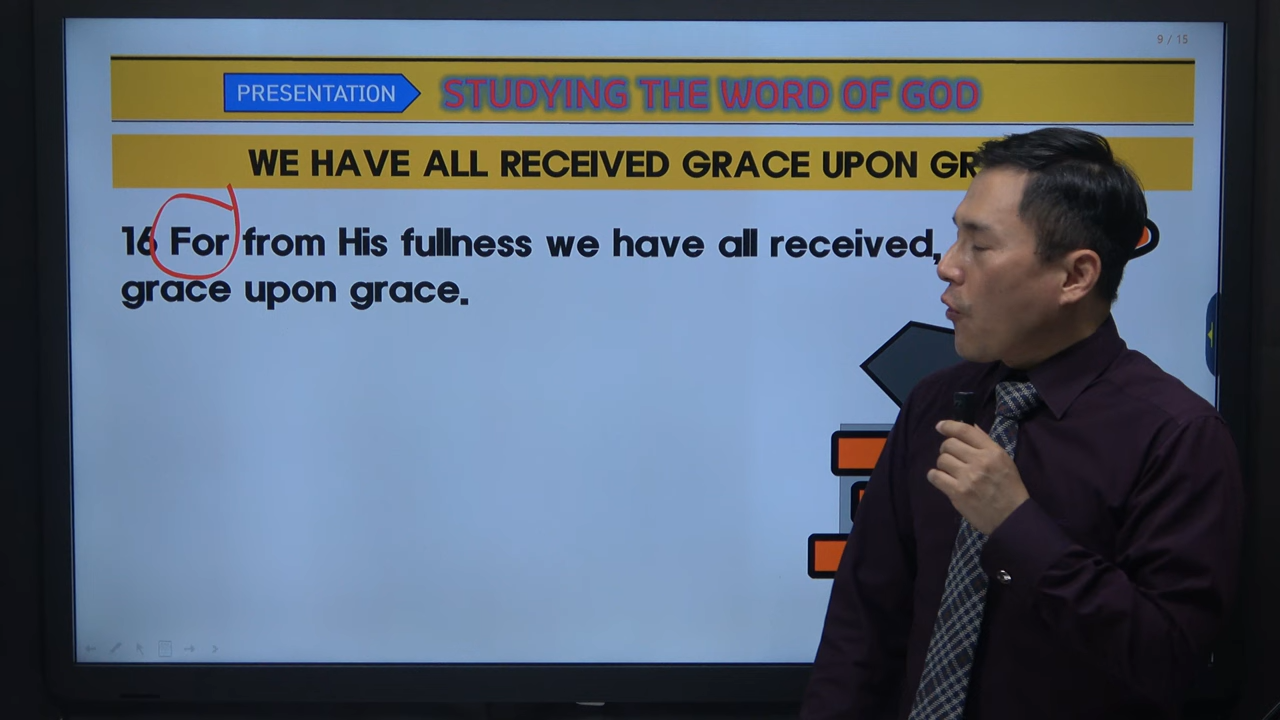 9 / 15
PRESENTATION STUDYING THE WORD OF GOD
WE HAVE ALL RECEIVED GRACE UPON
16 For from His fullness we have all received,
grace upon grace.